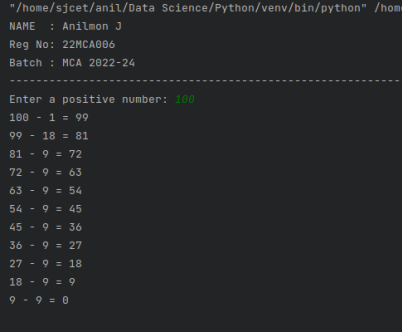 "/home/sjcet/anil/Data Science/Python/venv/bin/python" /home
NAME  : Anilmon J
Reg No: 22MCA006
Batch : MCA 2022-24
------------------------------------------------------------
Enter a positive number: 100
100 - 1 = 99
99 - 18 = 81
81 - 9 = 72
72 - 9 = 63
63 - 9 = 54
54 - 9 = 45
45 - 9 = 36
36 - 9 = 27
27 - 9 = 18
18 - 9 = 9
9 - 9 = 0